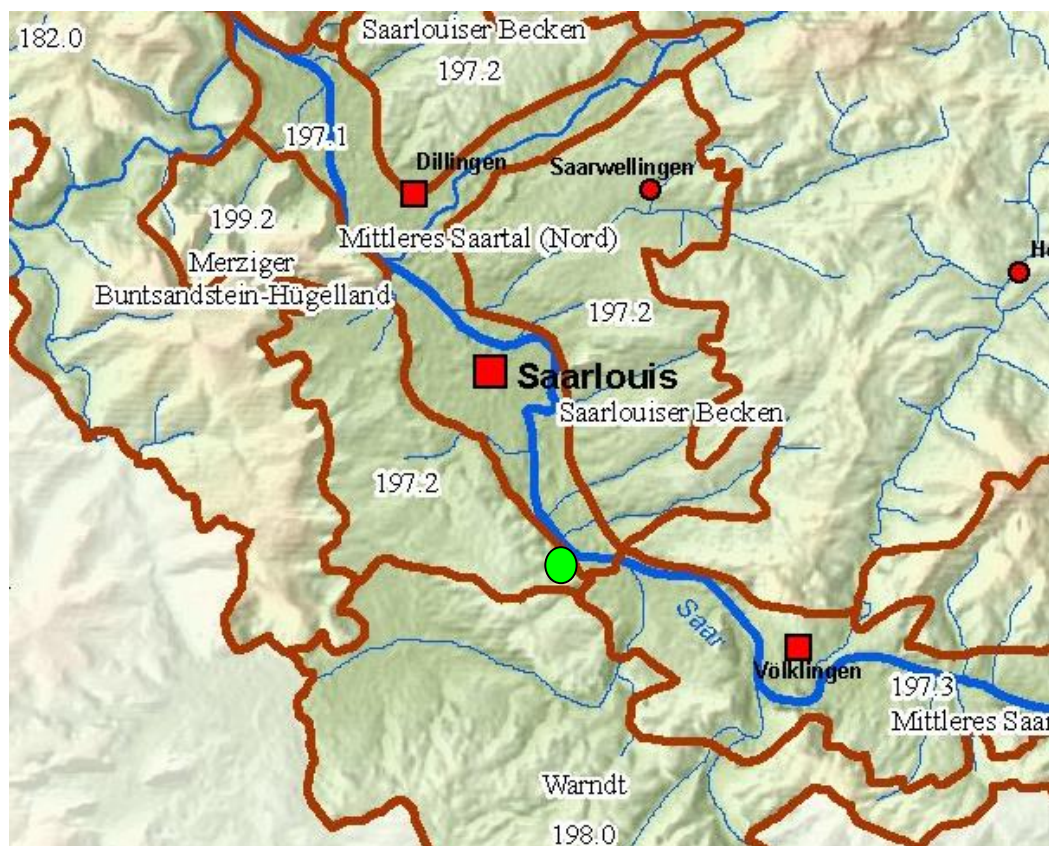 Saarlouiser Becken
182.0
197.2
197.1
Dillingen
Saarwellingen
199.2
Mittleres Saartal (Nord)
Merziger
Buntsandstein-Hügelland
197.2
Saarlouis
Saarlouiser Becken
197.2
Saar
Völklingen
197.3
Mittleres Saar
Warndt
198.0